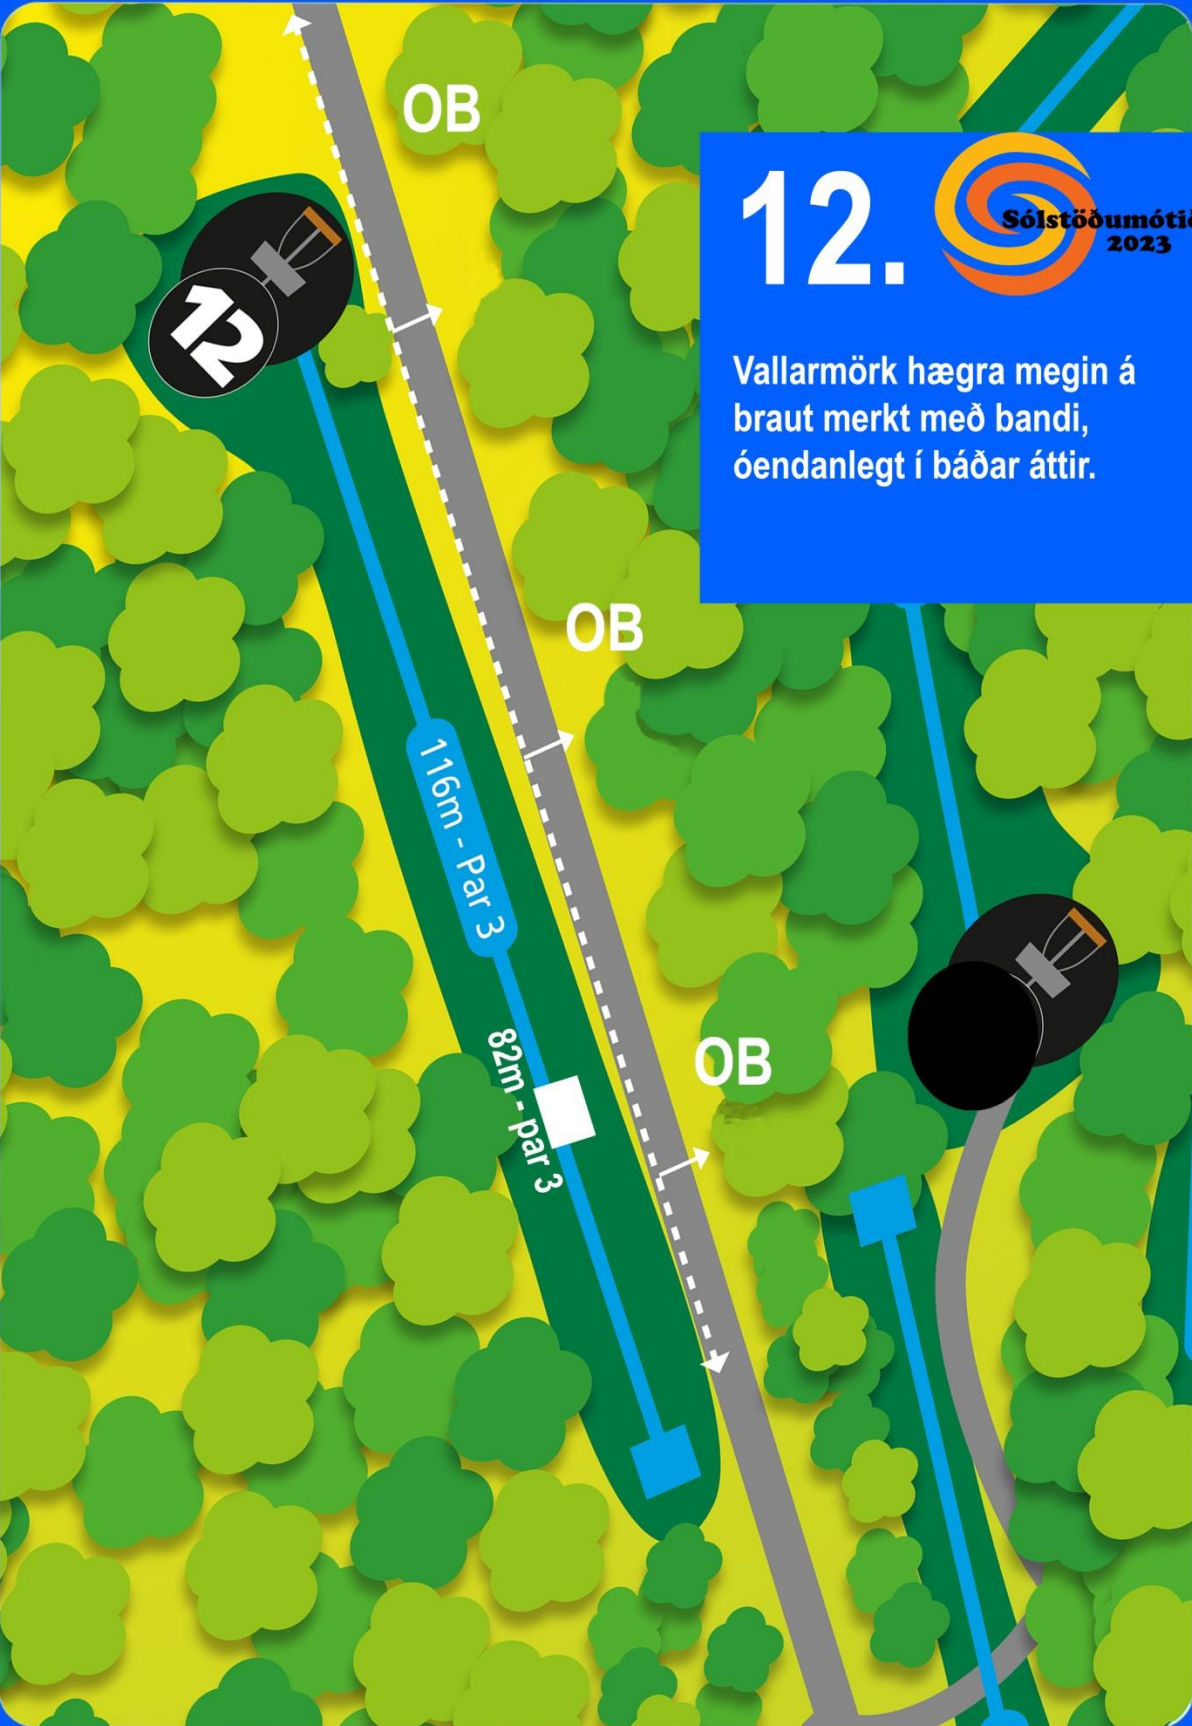 OB
12.
Sólstöðumótið
2023
Vallarmörk hægra megin á
braut merkt með bandi,
óendanlegt í báðar áttir.
12
OB
116m - Par 3
OB
82m - par 3